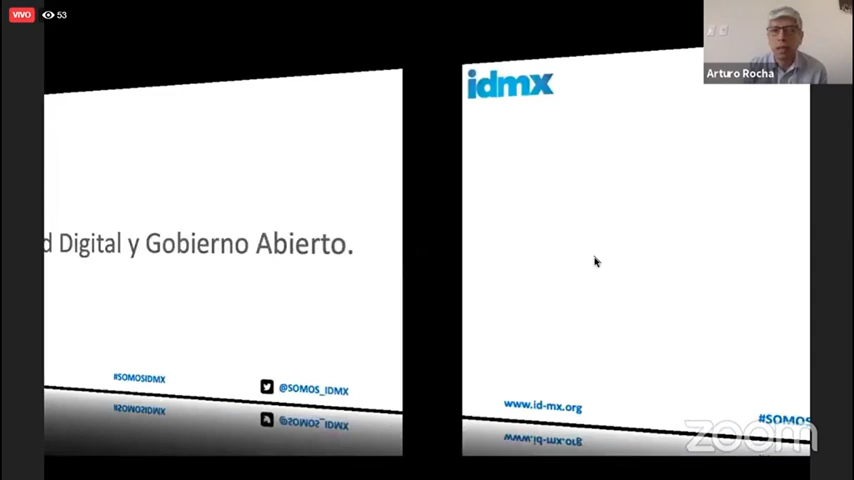 VIVO
53
Arturo Rocha
idmx
d Digital y Gobierno Abierto.
#SOMOSIDMX
@SOMOS_IDMX
www.id-mx.org
#SOMOS
zoom